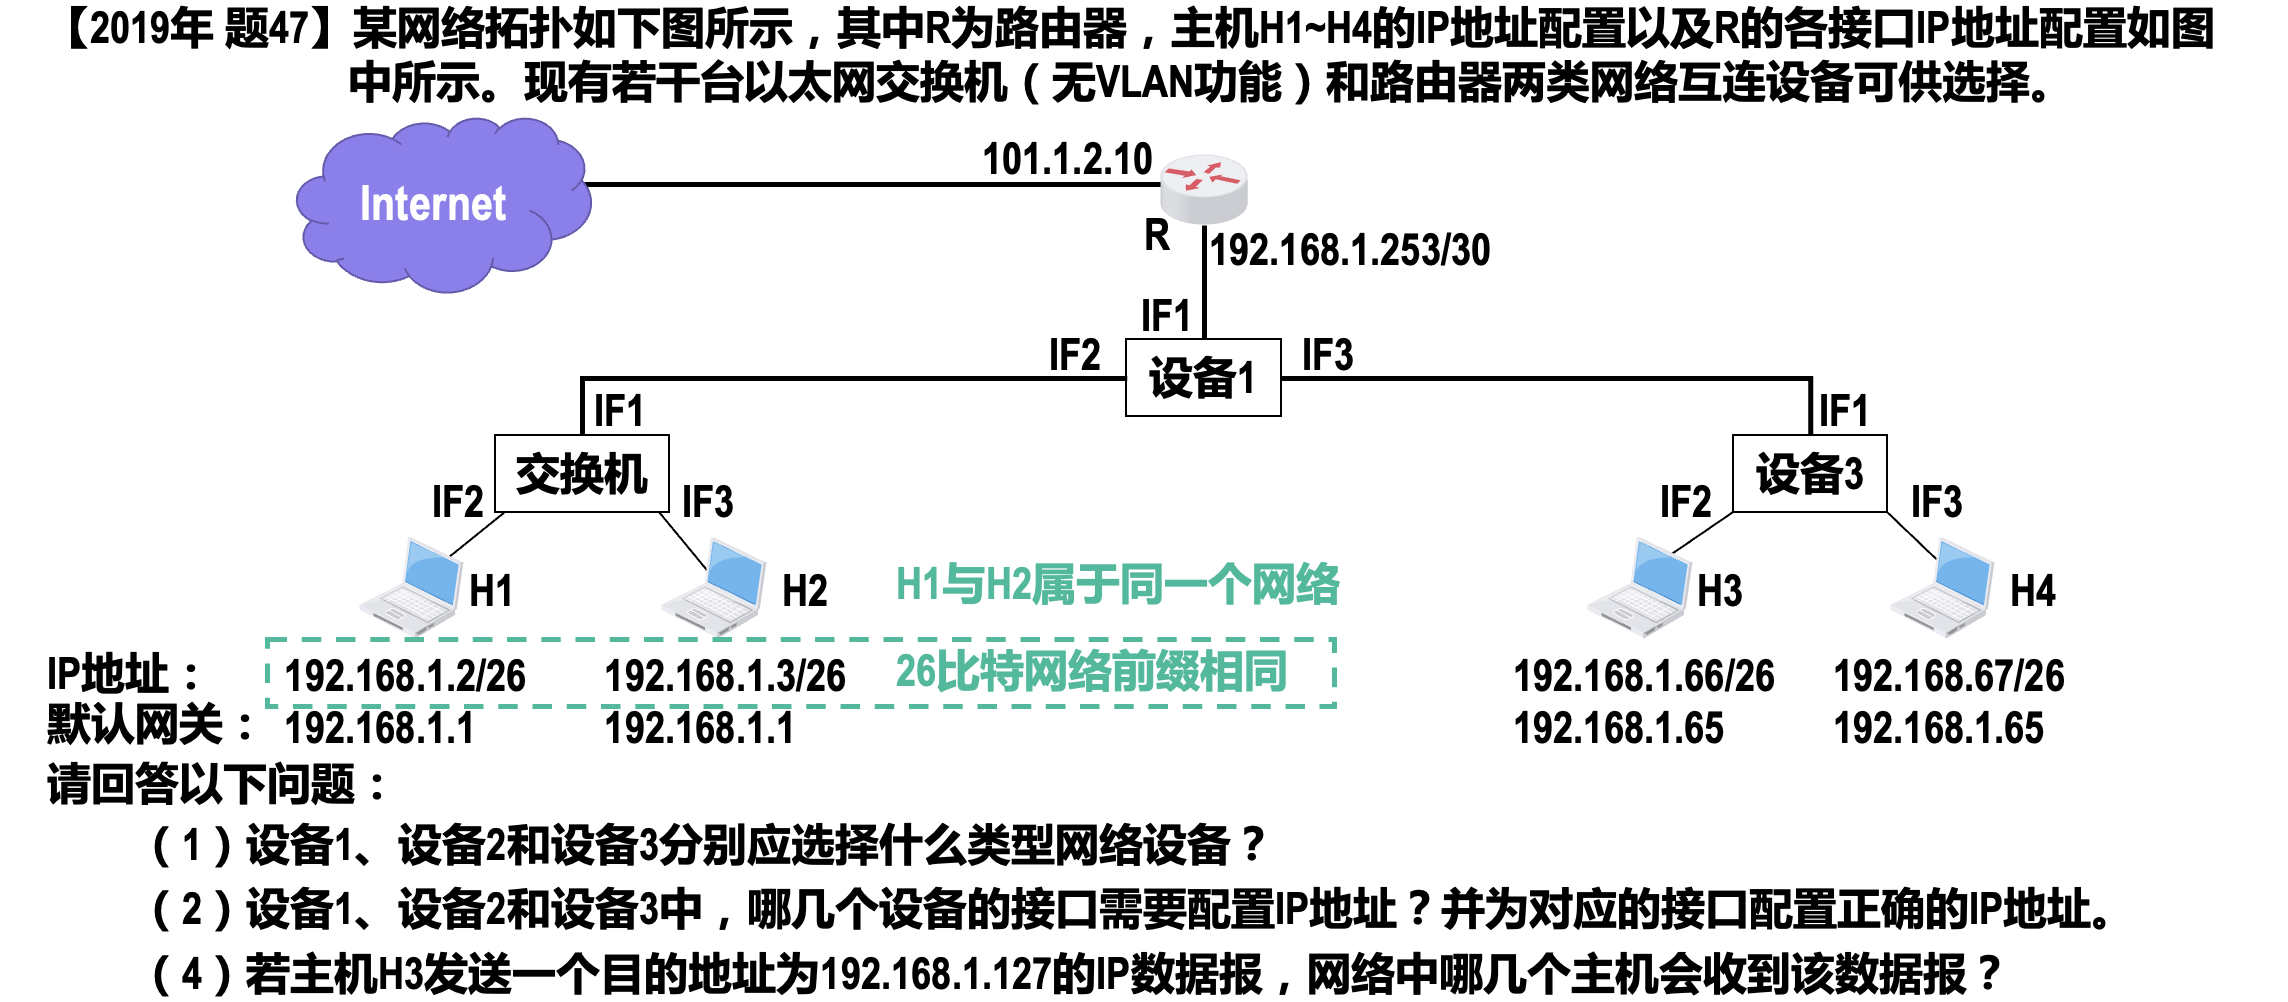 【2019年 题47】某网络拓扑如下图所示，其中R为路由器，主机H1~H4的IP地址配置以及R的各接口IP地址配置如图
中所示。现有若干台以太网交换机（无VLAN功能）和路由器两类网络互连设备可供选择。
Internet
101.1.2.10
R
192.168.1.253/30
IF1
IF2
设备1
IF3
IF1
交换机
IF2
IF3
IF1
设备3
IF2
IF3
H1
H2
H1与H2属于同一个网络
H3
H4
IP地址： 192.168.1.2/26 192.168.1.3/26 26比特网络前缀相同 192.168.1.66/26 192.168.67/26
默认网关： 192.168.1.1 192.168.1.1 192.168.1.65 192.168.1.65
请回答以下问题：
（1）设备1、设备2和设备3分别应选择什么类型网络设备？
（2）设备1、设备2和设备3中，哪几个设备的接口需要配置IP地址？并为对应的接口配置正确的IP地址。
（4）若主机H3发送一个目的地址为192.168.1.127的IP数据报，网络中哪几个主机会收到该数据报？